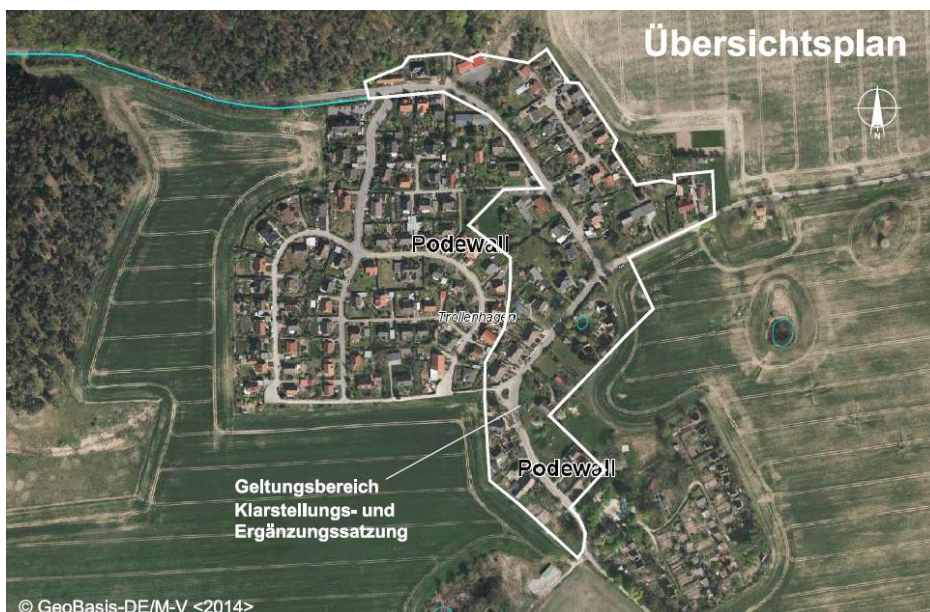 Übersichtsplan
N
Podewall
Trollenhagen
Podewall
Geltungsbereich
Klarstellungs- und
Ergänzungssatzung
© GeoBasis-DE/M-V <2014>